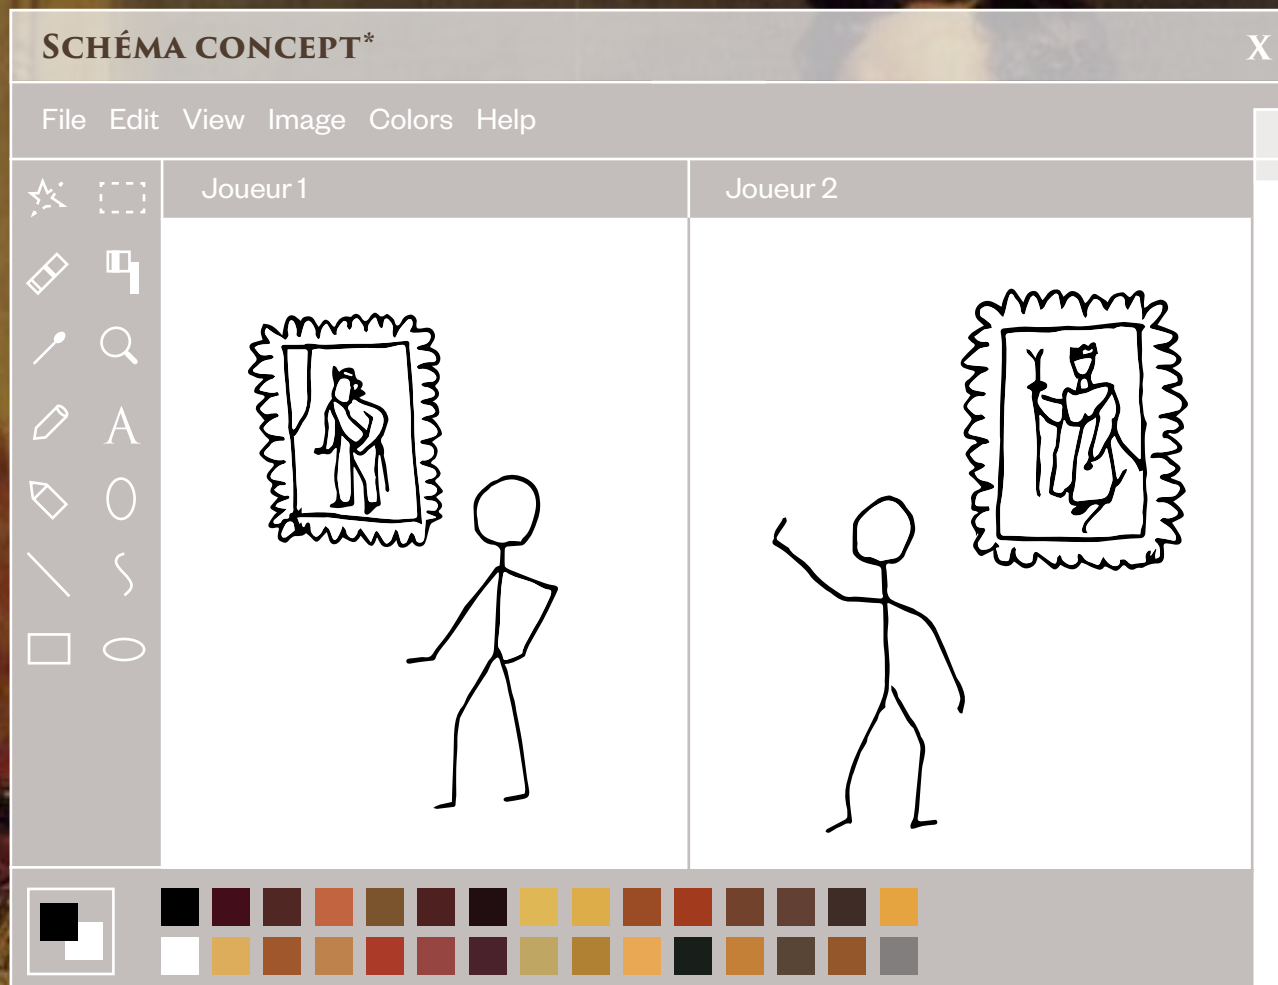 SCHÉMA CONCEPT*
X
File Edit View Image Colors Help
Joueur 1
Joueur 2
A